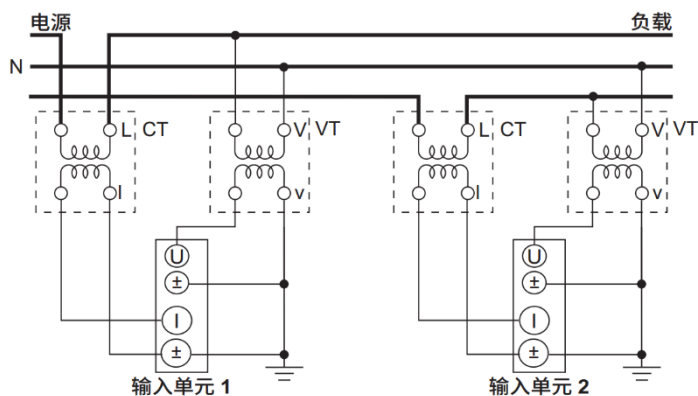 电源 负载
N
L CT V VT L CT V VT
l v l v
U U
± ±
I I
± ±
输入单元 1 输入单元 2